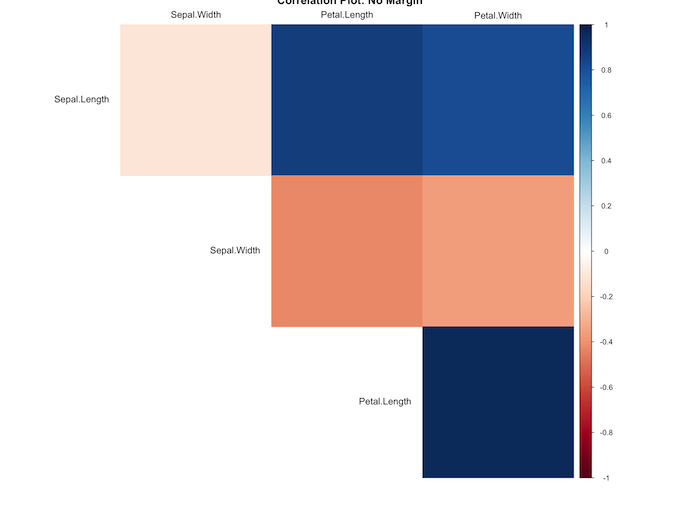 Correlation Plot: No Margin
Sepal.Width Petal.Length Petal.Width
1
Sepal.Length
0.8
0.6
0.4
0.2
Sepal.Width
0
-0.2
-0.4
Petal.Length
-0.6
-0.8
-1